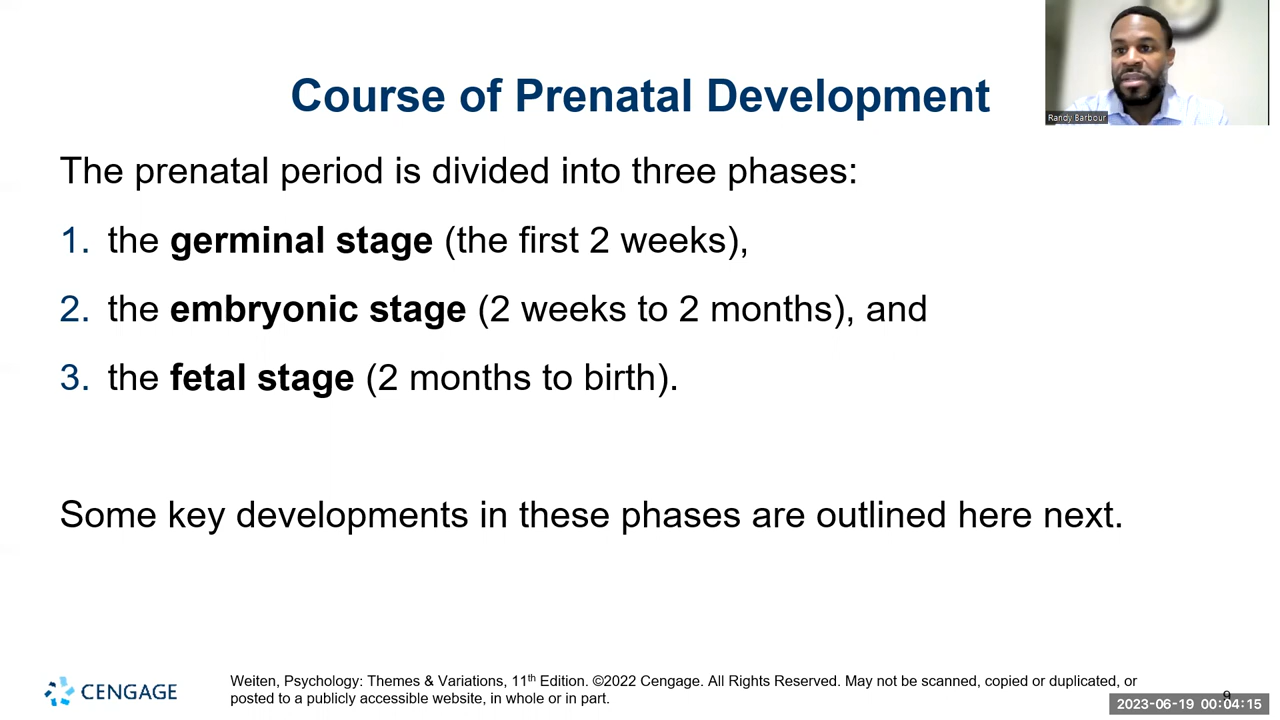 Course of Prenatal Development
Randy Barbour
The prenatal period is divided into three phases:
1. the germinal stage (the first 2 weeks),
2. the embryonic stage (2 weeks to 2 months), and
3. the fetal stage (2 months to birth).
Some key developments in these phases are outlined here next.
CENGAGE
Weiten, Psychology: Themes & Variations, 11th Edition. ©2022 Cengage. All Rights Reserved. May not be scanned, copied or duplicated, or
posted to a publicly accessible website, in whole or in part.
9
2023-06-19 00:04:15